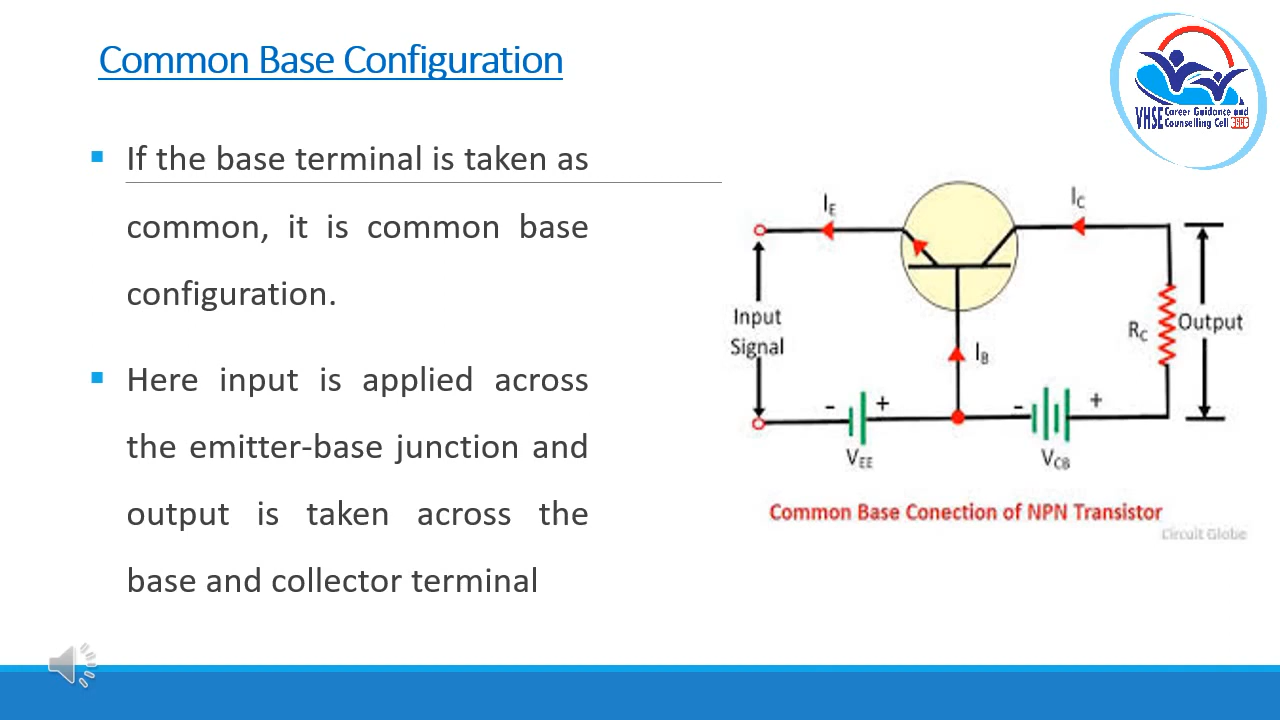 Common Base Configuration
VHSE Career Guidance and
Counselling Cell
▪ If the base terminal is taken as
common, it is common base
configuration.
▪ Here input is applied across
the emitter-base junction and
output is taken across the
base and collector terminal
IE
IC
Input
Signal
IB
RC
Output
- +
- +
VEE
VCB
Common Base Conection of NPN Transistor
Circuit Globe